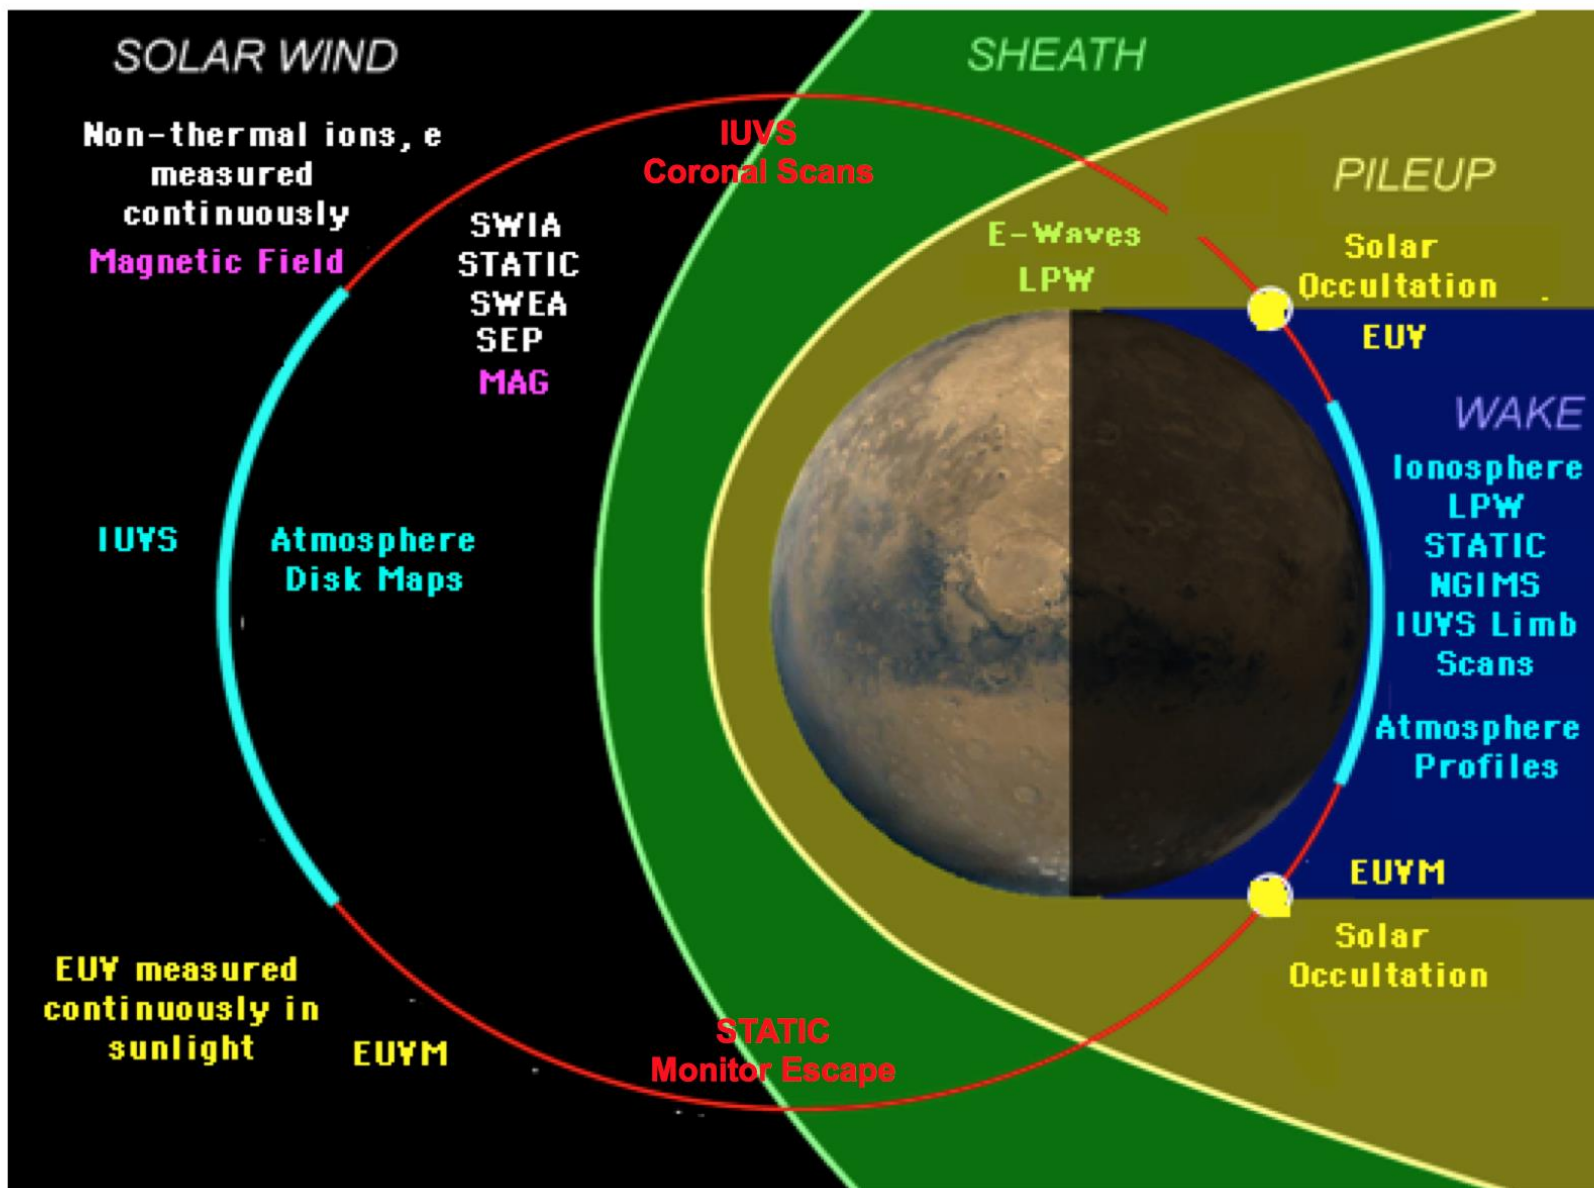 SOLAR WIND
SHEATH
Non-thermal ions, e
measured
continuously
Magnetic Field
IUVS
Coronal Scans
SWIA
STATIC
SWEA
SEP
MAG
PILEUP
E-Waves
LPW
Solar
Occultation
EUV
WAKE
Ionosphere
LPW
STATIC
NGIMS
IUVS Limb
Scans
Atmosphere
Profiles
IUVS
Atmosphere
Disk Maps
EUVM
Solar
Occultation
EUV measured
continuously in
sunlight
EUVM
STATIC
Monitor Escape